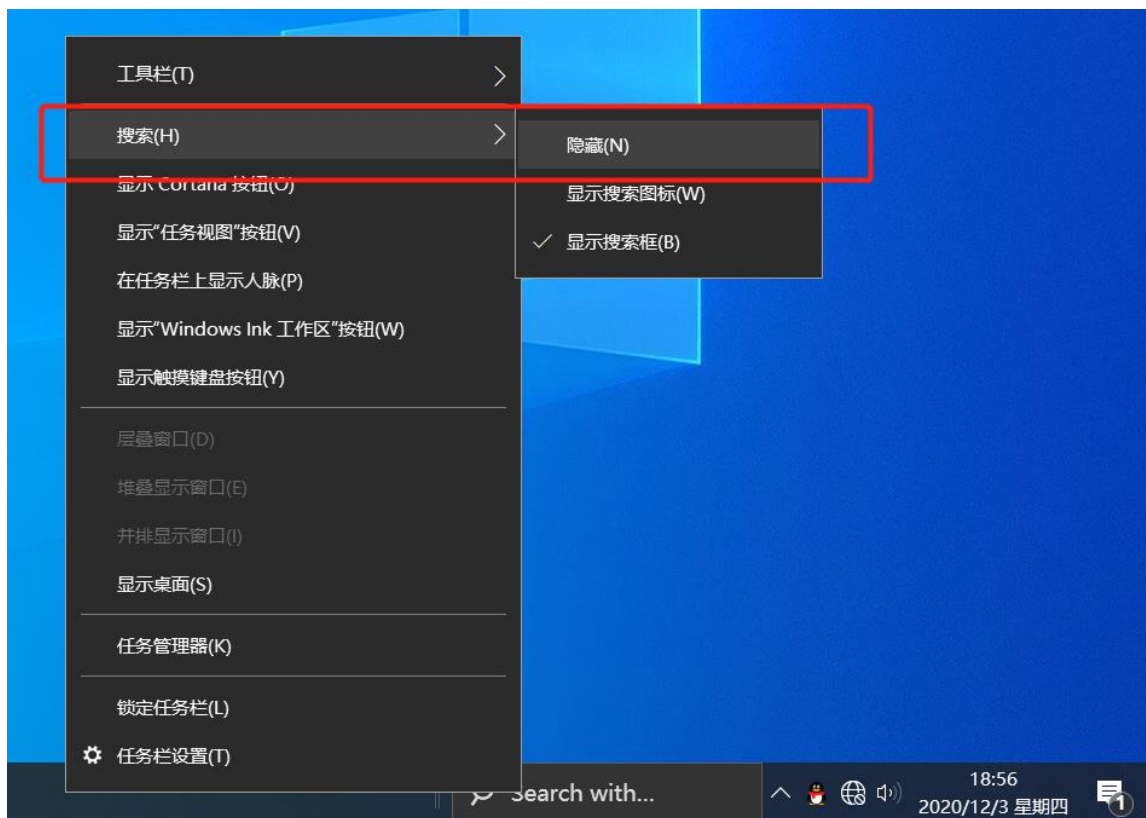 工具栏(T)
搜索(H)
隐藏(N)
显示 Cortana 按钮(O)
显示搜索图标(W)
显示"任务视图"按钮(V)
显示搜索框(B)
在任务栏上显示人脉(P)
显示"Windows Ink 工作区"按钮(W)
显示触摸键盘按钮(Y)
层叠窗口(D)
堆叠显示窗口(E)
并排显示窗口(I)
显示桌面(S)
任务管理器(K)
锁定任务栏(L)
任务栏设置(T)
Search with...
18:56
2020/12/3 星期四
1